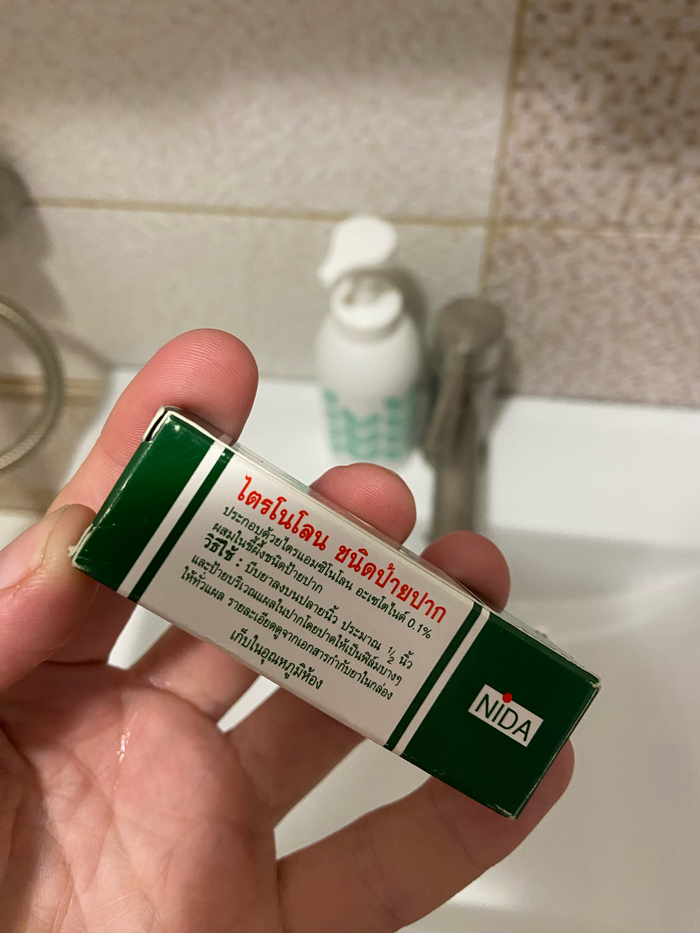 ไตรโนโลน ชนิดป้ายปาก
ประกอบด้วยไตรแอมซิโนโลน อะเซโตไนด์ 0.1%
ผสมในขี้ผึ้งชนิดป้ายปาก
วิธีใช้ : บีบยาลงบนปลายนิ้ว ประมาณ ½ นิ้ว
และป้ายบริเวณแผลในปากโดยปาดให้เป็นฟิล์มบางๆ
ให้ทั่วแผล รายละเอียดดูจากเอกสารกำกับยาในกล่อง
เก็บในอุณหภูมิห้อง
NIDA